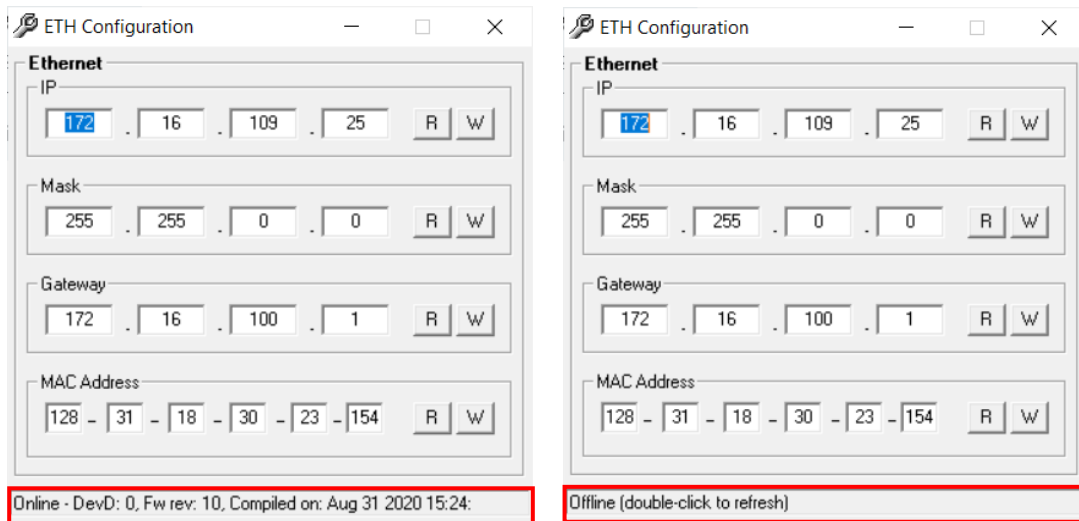 ETH Configuration
Ethernet
IP
172 . 16 . 109 . 25 R W
Mask
255 . 255 . 0 . 0 R W
Gateway
172 . 16 . 100 . 1 R W
MAC Address
128 - 31 - 18 - 30 - 23 - 154 R W
Online - DevD: 0, Fw rev: 10, Compiled on: Aug 31 2020 15:24:
ETH Configuration
Ethernet
IP
172 . 16 . 109 . 25 R W
Mask
255 . 255 . 0 . 0 R W
Gateway
172 . 16 . 100 . 1 R W
MAC Address
128 - 31 - 18 - 30 - 23 - 154 R W
Offline (double-click to refresh)